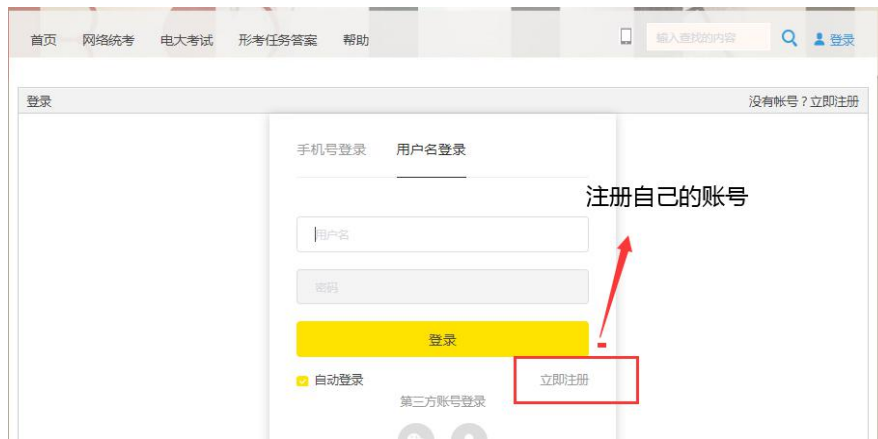 首页 网络统考 电大考试 形考任务答案 帮助 输入查找的内容 登录
登录 没有帐号？立即注册
手机号登录 用户名登录
注册自己的账号
用户名
密码
登录
自动登录 立即注册
第三方账号登录